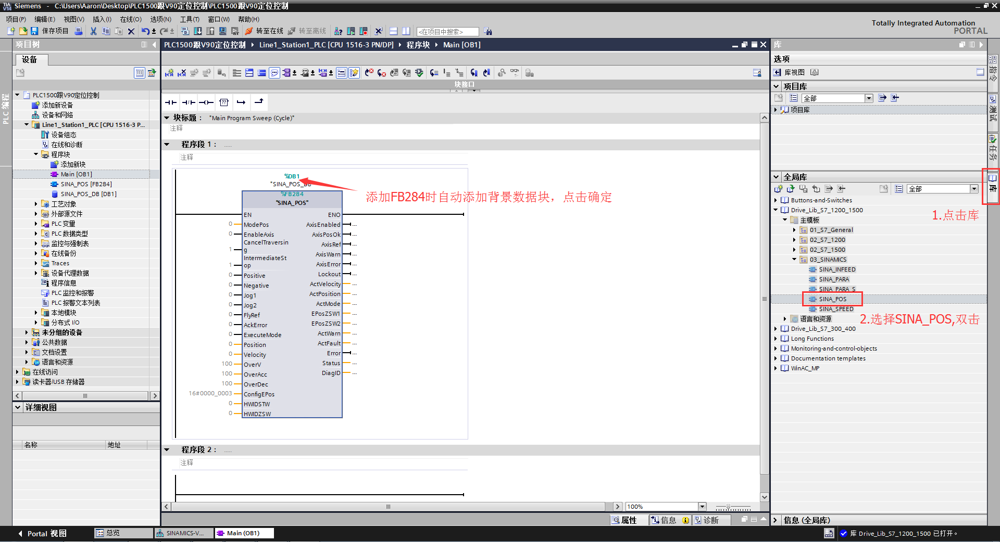 Siemens  -  C:\Users\Aaron\Desktop\PLC1500跟V90定位控制\PLC1500跟V90定位控制
项目(P) 编辑(E) 视图(V) 插入(I) 在线(O) 选项(N) 工具(T) 窗口(W) 帮助(H)
Totally Integrated Automation
PORTAL
保存项目 转至在线 转至离线 <在项目中搜索>
项目树
设备
PLC 编程
PLC1500跟V90定位控制
添加新设备
设备和网络
Line1_Station1_PLC [CPU 1516-3 P...
设备组态
在线和诊断
程序块
添加新块
Main [OB1]
SINA_POS [FB284]
SINA_POS_DB [DB1]
工艺对象
外部源文件
PLC 变量
PLC 数据类型
监控与强制表
在线备份
Traces
设备代理数据
程序信息
PLC 监控和报警
PLC 报警文本列表
本地模块
分布式 I/O
未分组的设备
公共数据
文档设置
语言和资源
在线访问
读卡器/USB 存储器
详细视图
名称 地址
PLC1500跟V90定位控制 Line1_Station1_PLC [CPU 1516-3 PN/DP] 程序块 Main [OB1]
块接口
块标题： "Main Program Sweep (Cycle)"
注释
程序段 1： .....
注释
%DB1
"SINA_POS_DB"
%FB284
"SINA_POS"
添加FB284时自动添加背景数据块，点击确定
EN ENO
0 ModePos AxisEnabled ...
0 EnableAxis AxisPosOk ...
1 CancelTraversing AxisRef ...
AxisWarn ...
1 IntermediateStop AxisError ...
0 Positive Lockout ...
0 Negative ActVelocity ...
0 Jog1 ActPosition ...
0 Jog2 ActMode ...
0 FlyRef EPosZSW1 ...
0 AckError EPosZSW2 ...
0 ExecuteMode ActWarn ...
0 Position ActFault ...
0 Velocity Error ...
100 OverV Status ...
100 OverAcc DiagID ...
100 OverDec
16#0000_0003 ConfigEPos
0 HWIDSTW
0 HWIDZSW
程序段 2： .....
注释
100%
属性 信息 诊断
库
选项
库视图
项目库
全部
项目库
全局库
全部
Buttons-and-Switches
Drive_Lib_S7_1200_1500
主模板
01_S7_General
02_S7_1200
02_S7_1500
03_SINAMICS
SINA_INFEED
SINA_PARA
SINA_PARA_S
SINA_POS
SINA_SPEED
语言和资源
Drive_Lib_S7_300_400
Long Functions
Monitoring-and-control-objects
Documentation templates
WinAC_MP
1.点击库
2.选择SINA_POS,双击
信息 (全局库)
指令
测试
任务
库
Portal 视图 总览 SINAMICS-V... Main (OB1)
库 Drive_Lib_S7_1200_1500 已打开。